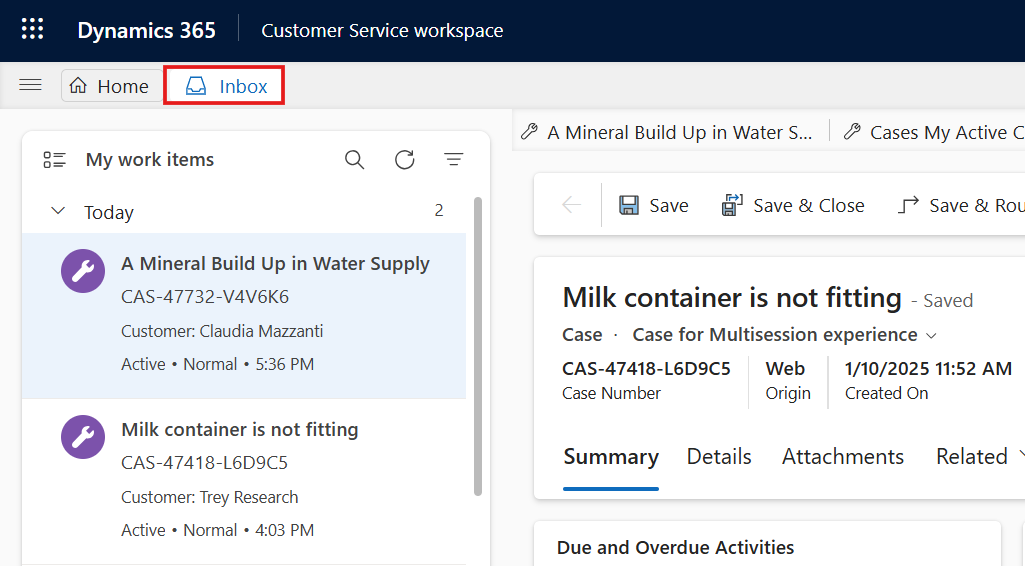 Dynamics 365 Customer Service workspace
Home Inbox
My work items
Today 2
A Mineral Build Up in Water Supply
CAS-47732-V4V6K6
Customer: Claudia Mazzanti
Active • Normal • 5:36 PM
Milk container is not fitting
CAS-47418-L6D9C5
Customer: Trey Research
Active • Normal • 4:03 PM
A Mineral Build Up in Water S... Cases My Active C
Save Save & Close Save & Rou
Milk container is not fitting - Saved
Case · Case for Multisession experience
CAS-47418-L6D9C5 Web 1/10/2025 11:52 AM
Case Number Origin Created On
Summary Details Attachments Related
Due and Overdue Activities